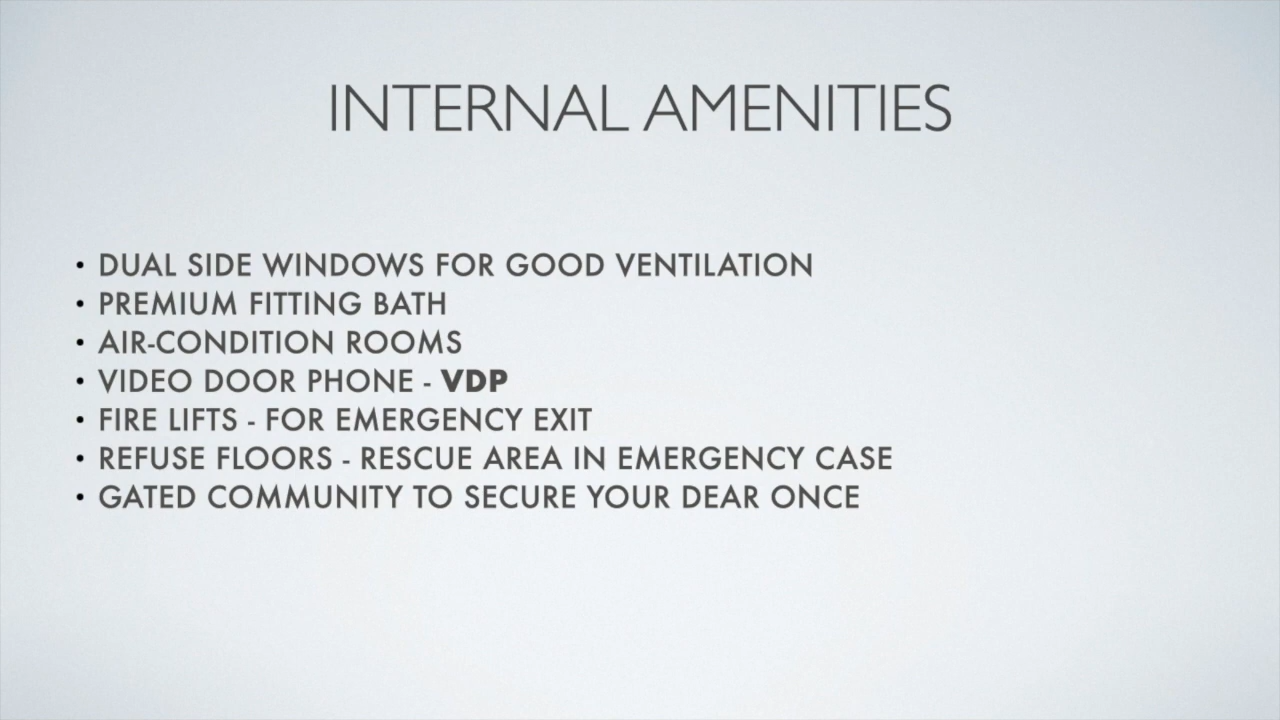 INTERNAL AMENITIES
• DUAL SIDE WINDOWS FOR GOOD VENTILATION
• PREMIUM FITTING BATH
• AIR-CONDITION ROOMS
• VIDEO DOOR PHONE - VDP
• FIRE LIFTS - FOR EMERGENCY EXIT
• REFUSE FLOORS - RESCUE AREA IN EMERGENCY CASE
• GATED COMMUNITY TO SECURE YOUR DEAR ONCE